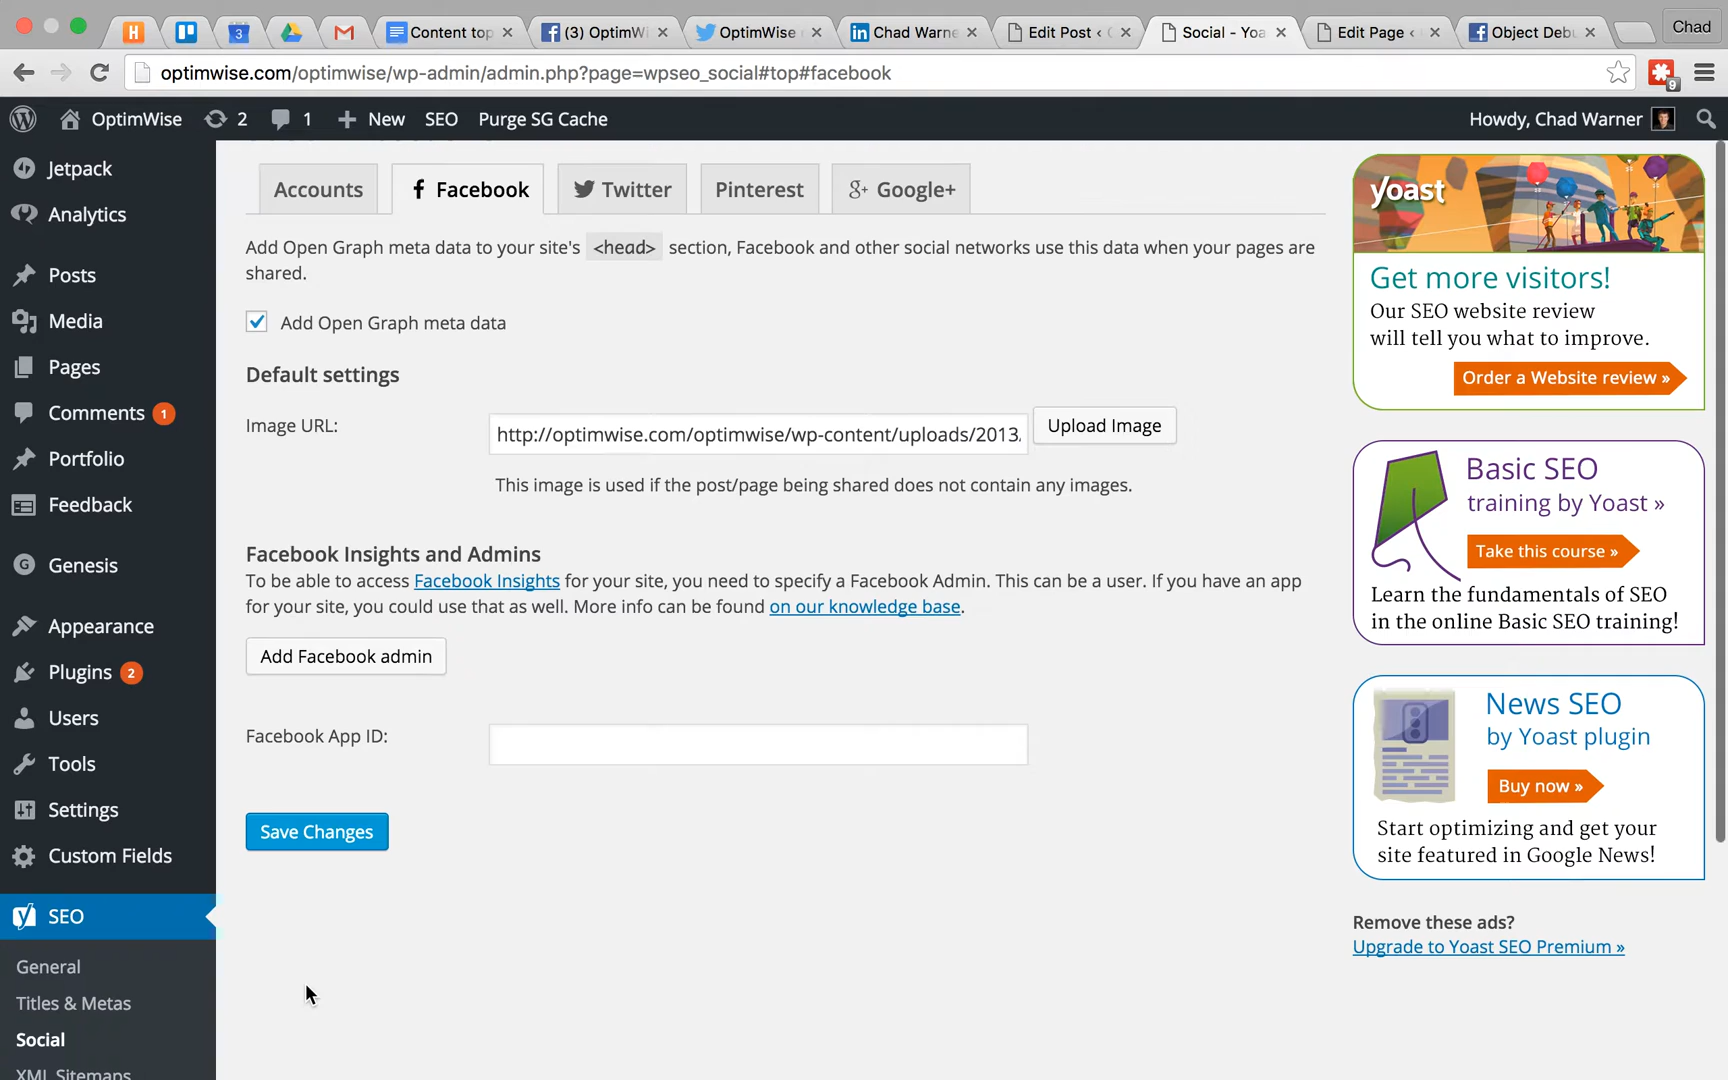 H
3
Content top
(3) OptimWi
OptimWise
Chad Warne
Edit Post ‹
Social - Yoa
Edit Page ‹
Object Deb
Chad
optimwise.com/optimwise/wp-admin/admin.php?page=wpseo_social#top#facebook
9
OptimWise 2 1 + New SEO Purge SG Cache Howdy, Chad Warner
Jetpack
Analytics
Posts
Media
Pages
Comments 1
Portfolio
Feedback
Genesis
Appearance
Plugins 2
Users
Tools
Settings
Custom Fields
SEO
General
Titles & Metas
Social
XML Sitemaps
Accounts Facebook Twitter Pinterest Google+
Add Open Graph meta data to your site's <head> section, Facebook and other social networks use this data when your pages are
shared.
Add Open Graph meta data
Default settings
Image URL: http://optimwise.com/optimwise/wp-content/uploads/2013. Upload Image
This image is used if the post/page being shared does not contain any images.
Facebook Insights and Admins
To be able to access Facebook Insights for your site, you need to specify a Facebook Admin. This can be a user. If you have an app
for your site, you could use that as well. More info can be found on our knowledge base.
Add Facebook admin
Facebook App ID:
Save Changes
yoast
Get more visitors!
Our SEO website review
will tell you what to improve.
Order a Website review »
Basic SEO
training by Yoast »
Take this course »
Learn the fundamentals of SEO
in the online Basic SEO training!
News SEO
by Yoast plugin
Buy now »
Start optimizing and get your
site featured in Google News!
Remove these ads?
Upgrade to Yoast SEO Premium »